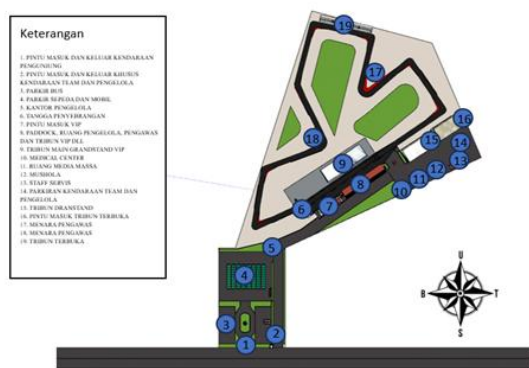 Keterangan
1. PINTU MASUK DAN KELUAR KENDARAAN
PENGUNJUNG
2. PINTU MASUK DAN KELUAR KHUSUS
KENDARAAN TEAM DAN PENGELOLA
3. PARKIR BUS
4. PARKIR SEPEDA DAN MOBIL
5. KANTOR PENGELOLA
6. TANGGA PENYEBRANGAN
7. PINTU MASUK VIP
8. PADDOCK, RUANG PENGELOLA, PENGAWAS
DAN TRIBUN VIP DLL
9. TRIBUN MAIN GRANDSTAND VIP
10. MEDICAL CENTER
11. RUANG MEDIA MASSA
12. MUSHOLA
13. STAFF SERVIS
14. PARKIRAN KENDARAAN TEAM DAN
PENGELOLA
15. TRIBUN DRANSTAND
16. PINTU MASUK TRIBUN TERBUKA
17. MENARA PENGAWAS
18. MENARA PENGAWAS
19. TRIBUN TERBUKA
19
17
16
18
15
14
9
13
12
8
11
10
6
7
5
4
3
2
1
U
B
T
S